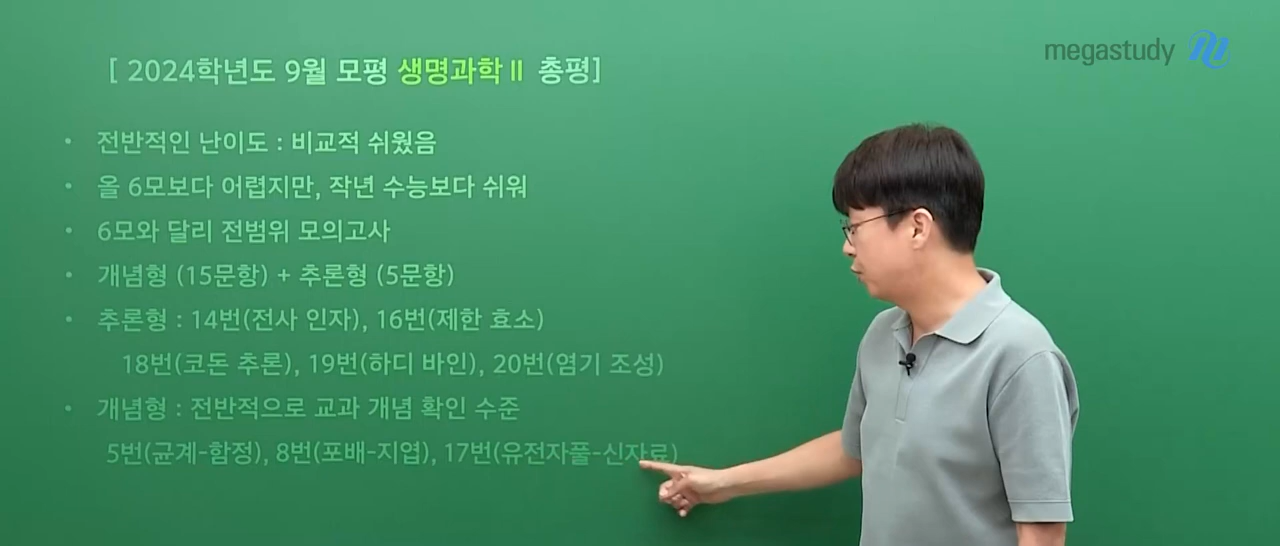 [ 2024학년도 9월 모평 생명과학Ⅱ 총평]
megastudy
• 전반적인 난이도 : 비교적 쉬웠음
• 올 6모보다 어렵지만, 작년 수능보다 쉬워
• 6모와 달리 전범위 모의고사
• 개념형 (15문항) + 추론형 (5문항)
• 추론형 : 14번(전사 인자), 16번(제한 효소)
18번(코돈 추론), 19번(하디 바인), 20번(염기 조성)
• 개념형 : 전반적으로 교과 개념 확인 수준
5번(균계-함정), 8번(포배-지엽), 17번(유전자풀-신자료)